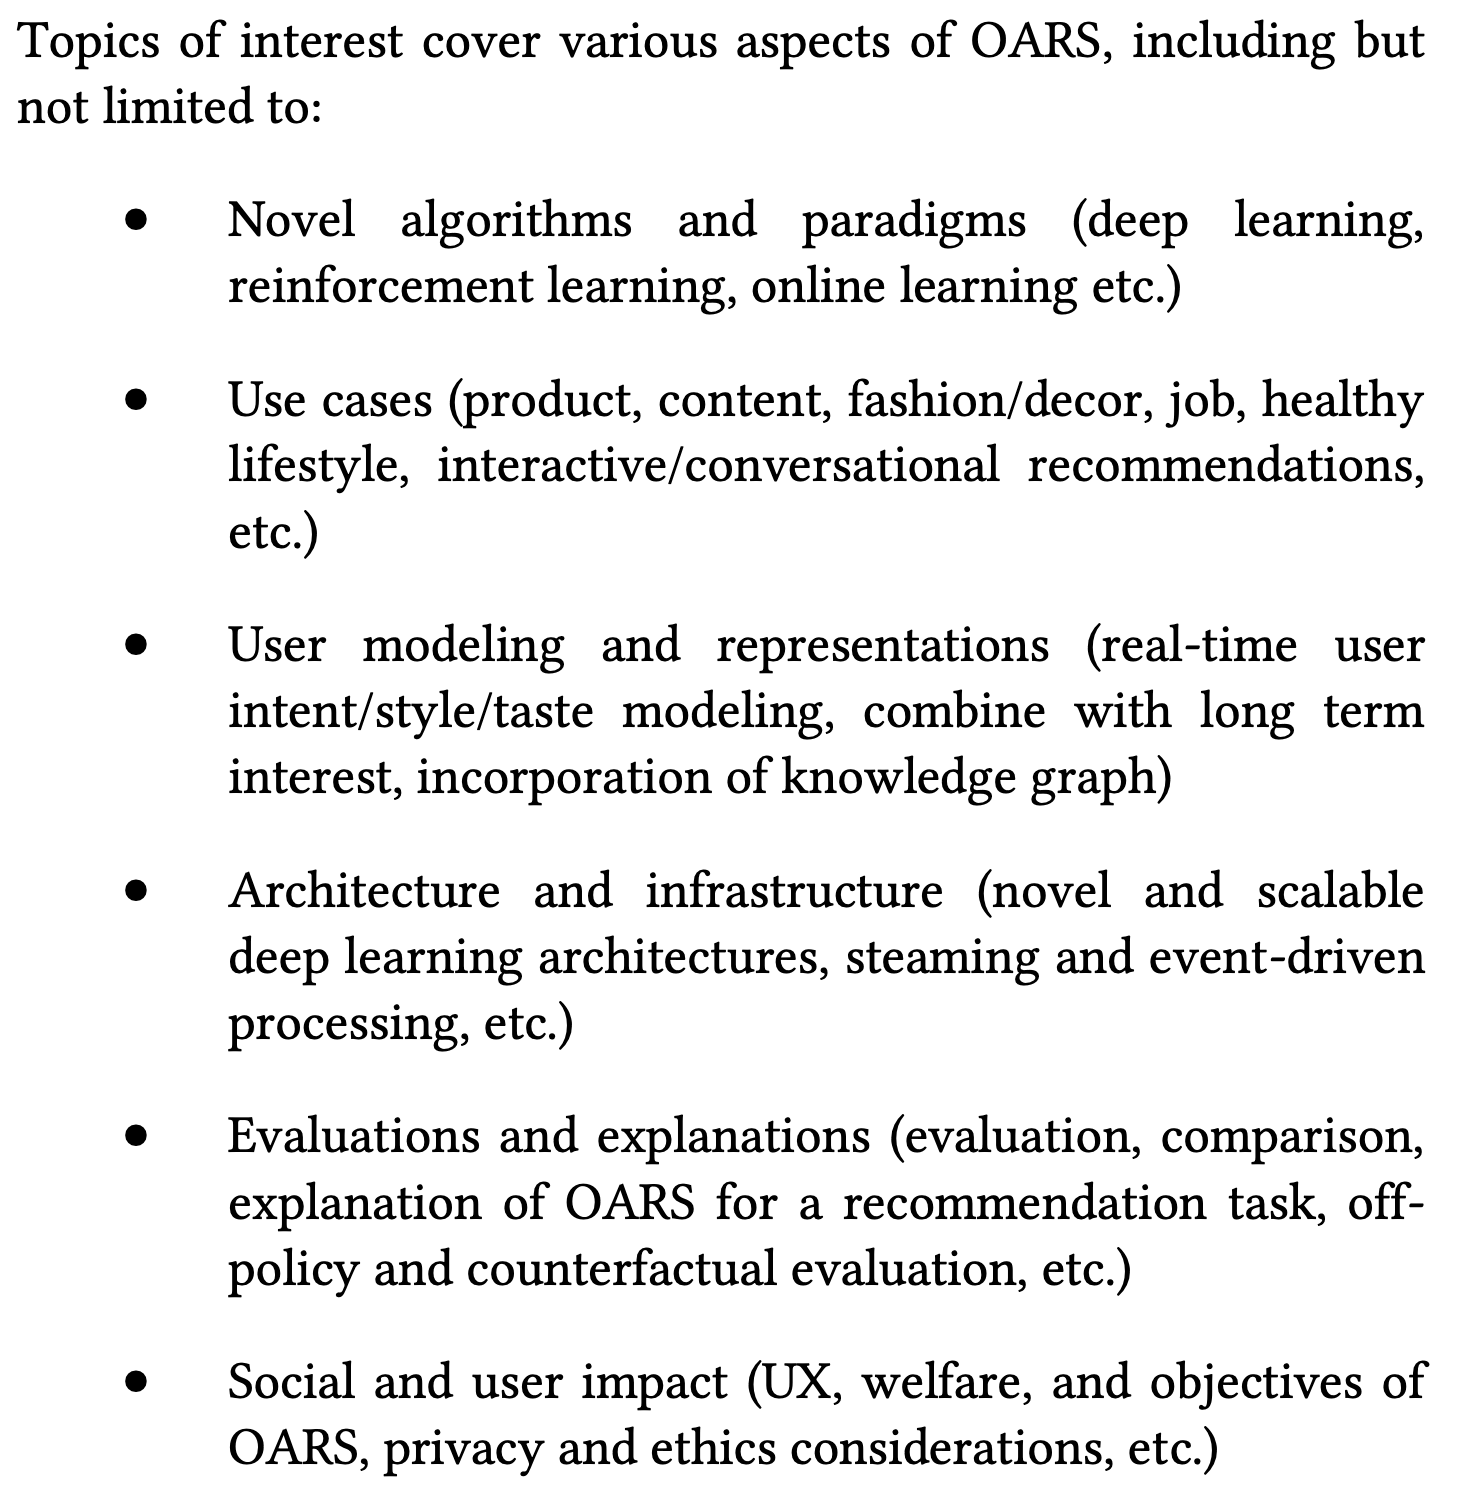 Topics of interest cover various aspects of OARS, including but
not limited to:
● Novel algorithms and paradigms (deep learning,
reinforcement learning, online learning etc.)
● Use cases (product, content, fashion/decor, job, healthy
lifestyle, interactive/conversational recommendations,
etc.)
● User modeling and representations (real-time user
intent/style/taste modeling, combine with long term
interest, incorporation of knowledge graph)
● Architecture and infrastructure (novel and scalable
deep learning architectures, steaming and event-driven
processing, etc.)
● Evaluations and explanations (evaluation, comparison,
explanation of OARS for a recommendation task, off-
policy and counterfactual evaluation, etc.)
● Social and user impact (UX, welfare, and objectives of
OARS, privacy and ethics considerations, etc.)